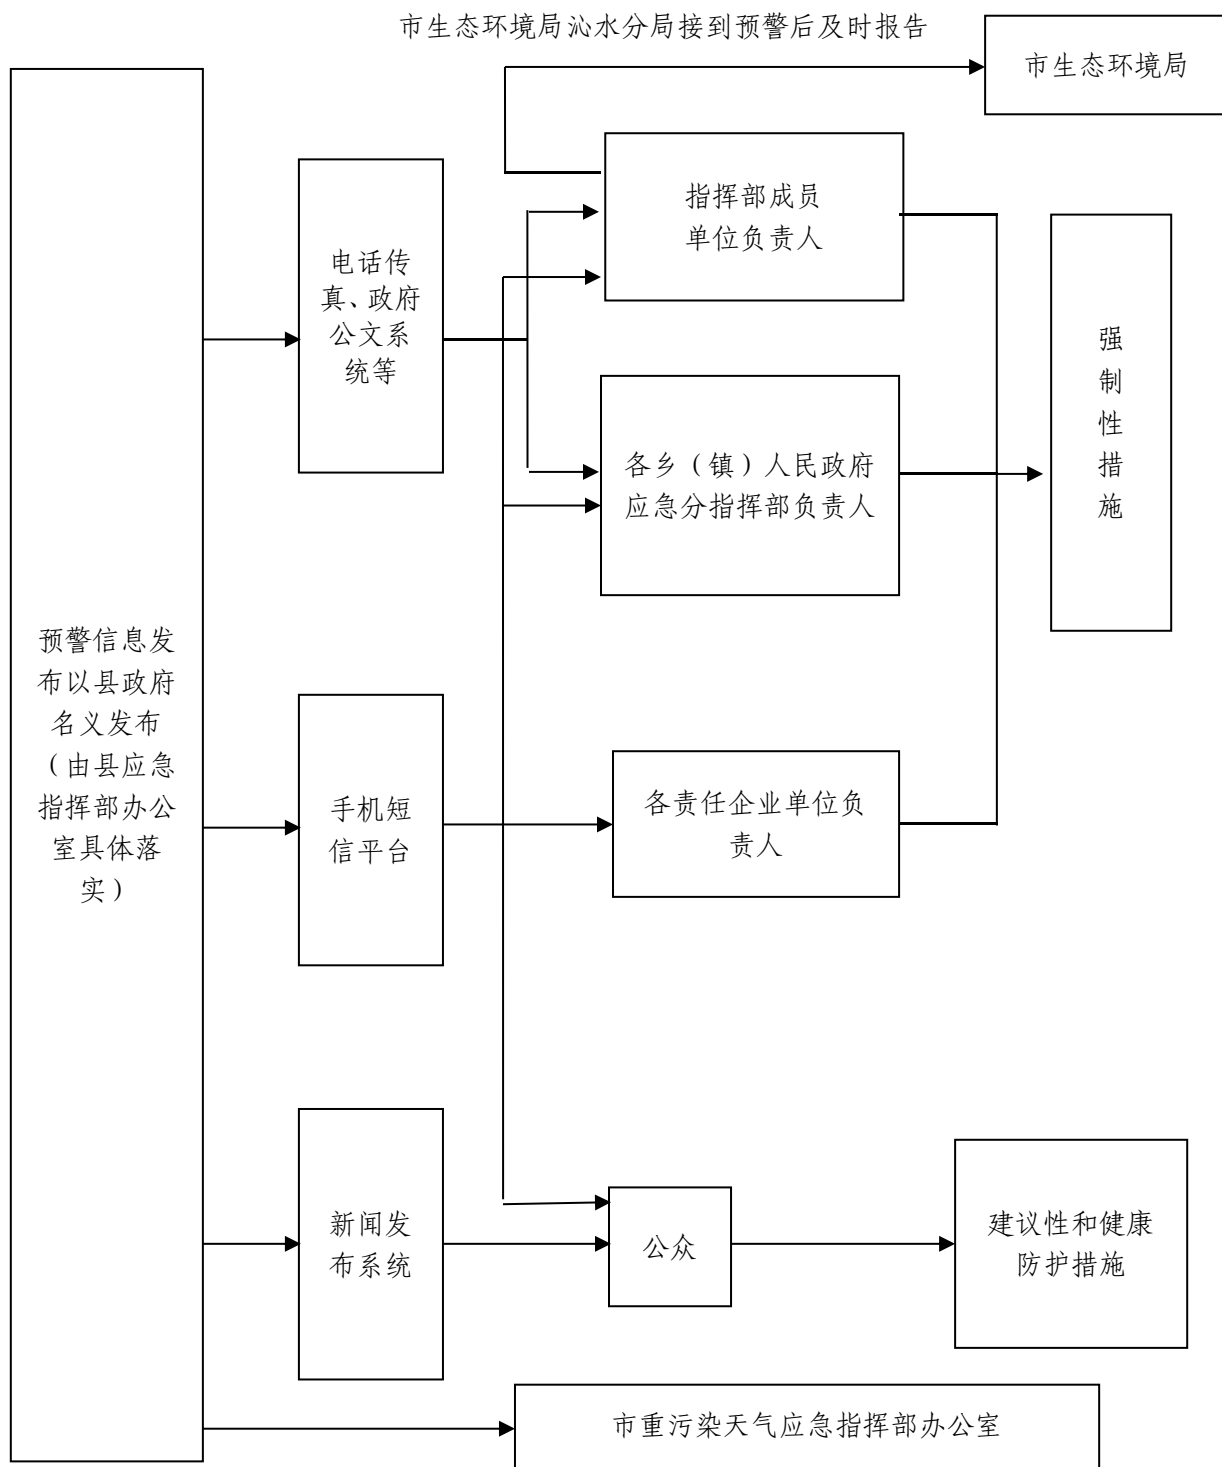 市生态环境局沁水分局接到预警后及时报告
市生态环境局
指挥部成员
单位负责人
电话传
真、政府
公文系
统等
强
制
性
措
施
各乡（镇）人民政府
应急分指挥部负责人
预警信息发
布以县政府
名义发布
（由县应急
指挥部办公
室具体落
实）
手机短
信平台
各责任企业单位负
责人
新闻发
布系统
公众
建议性和健康
防护措施
市重污染天气应急指挥部办公室